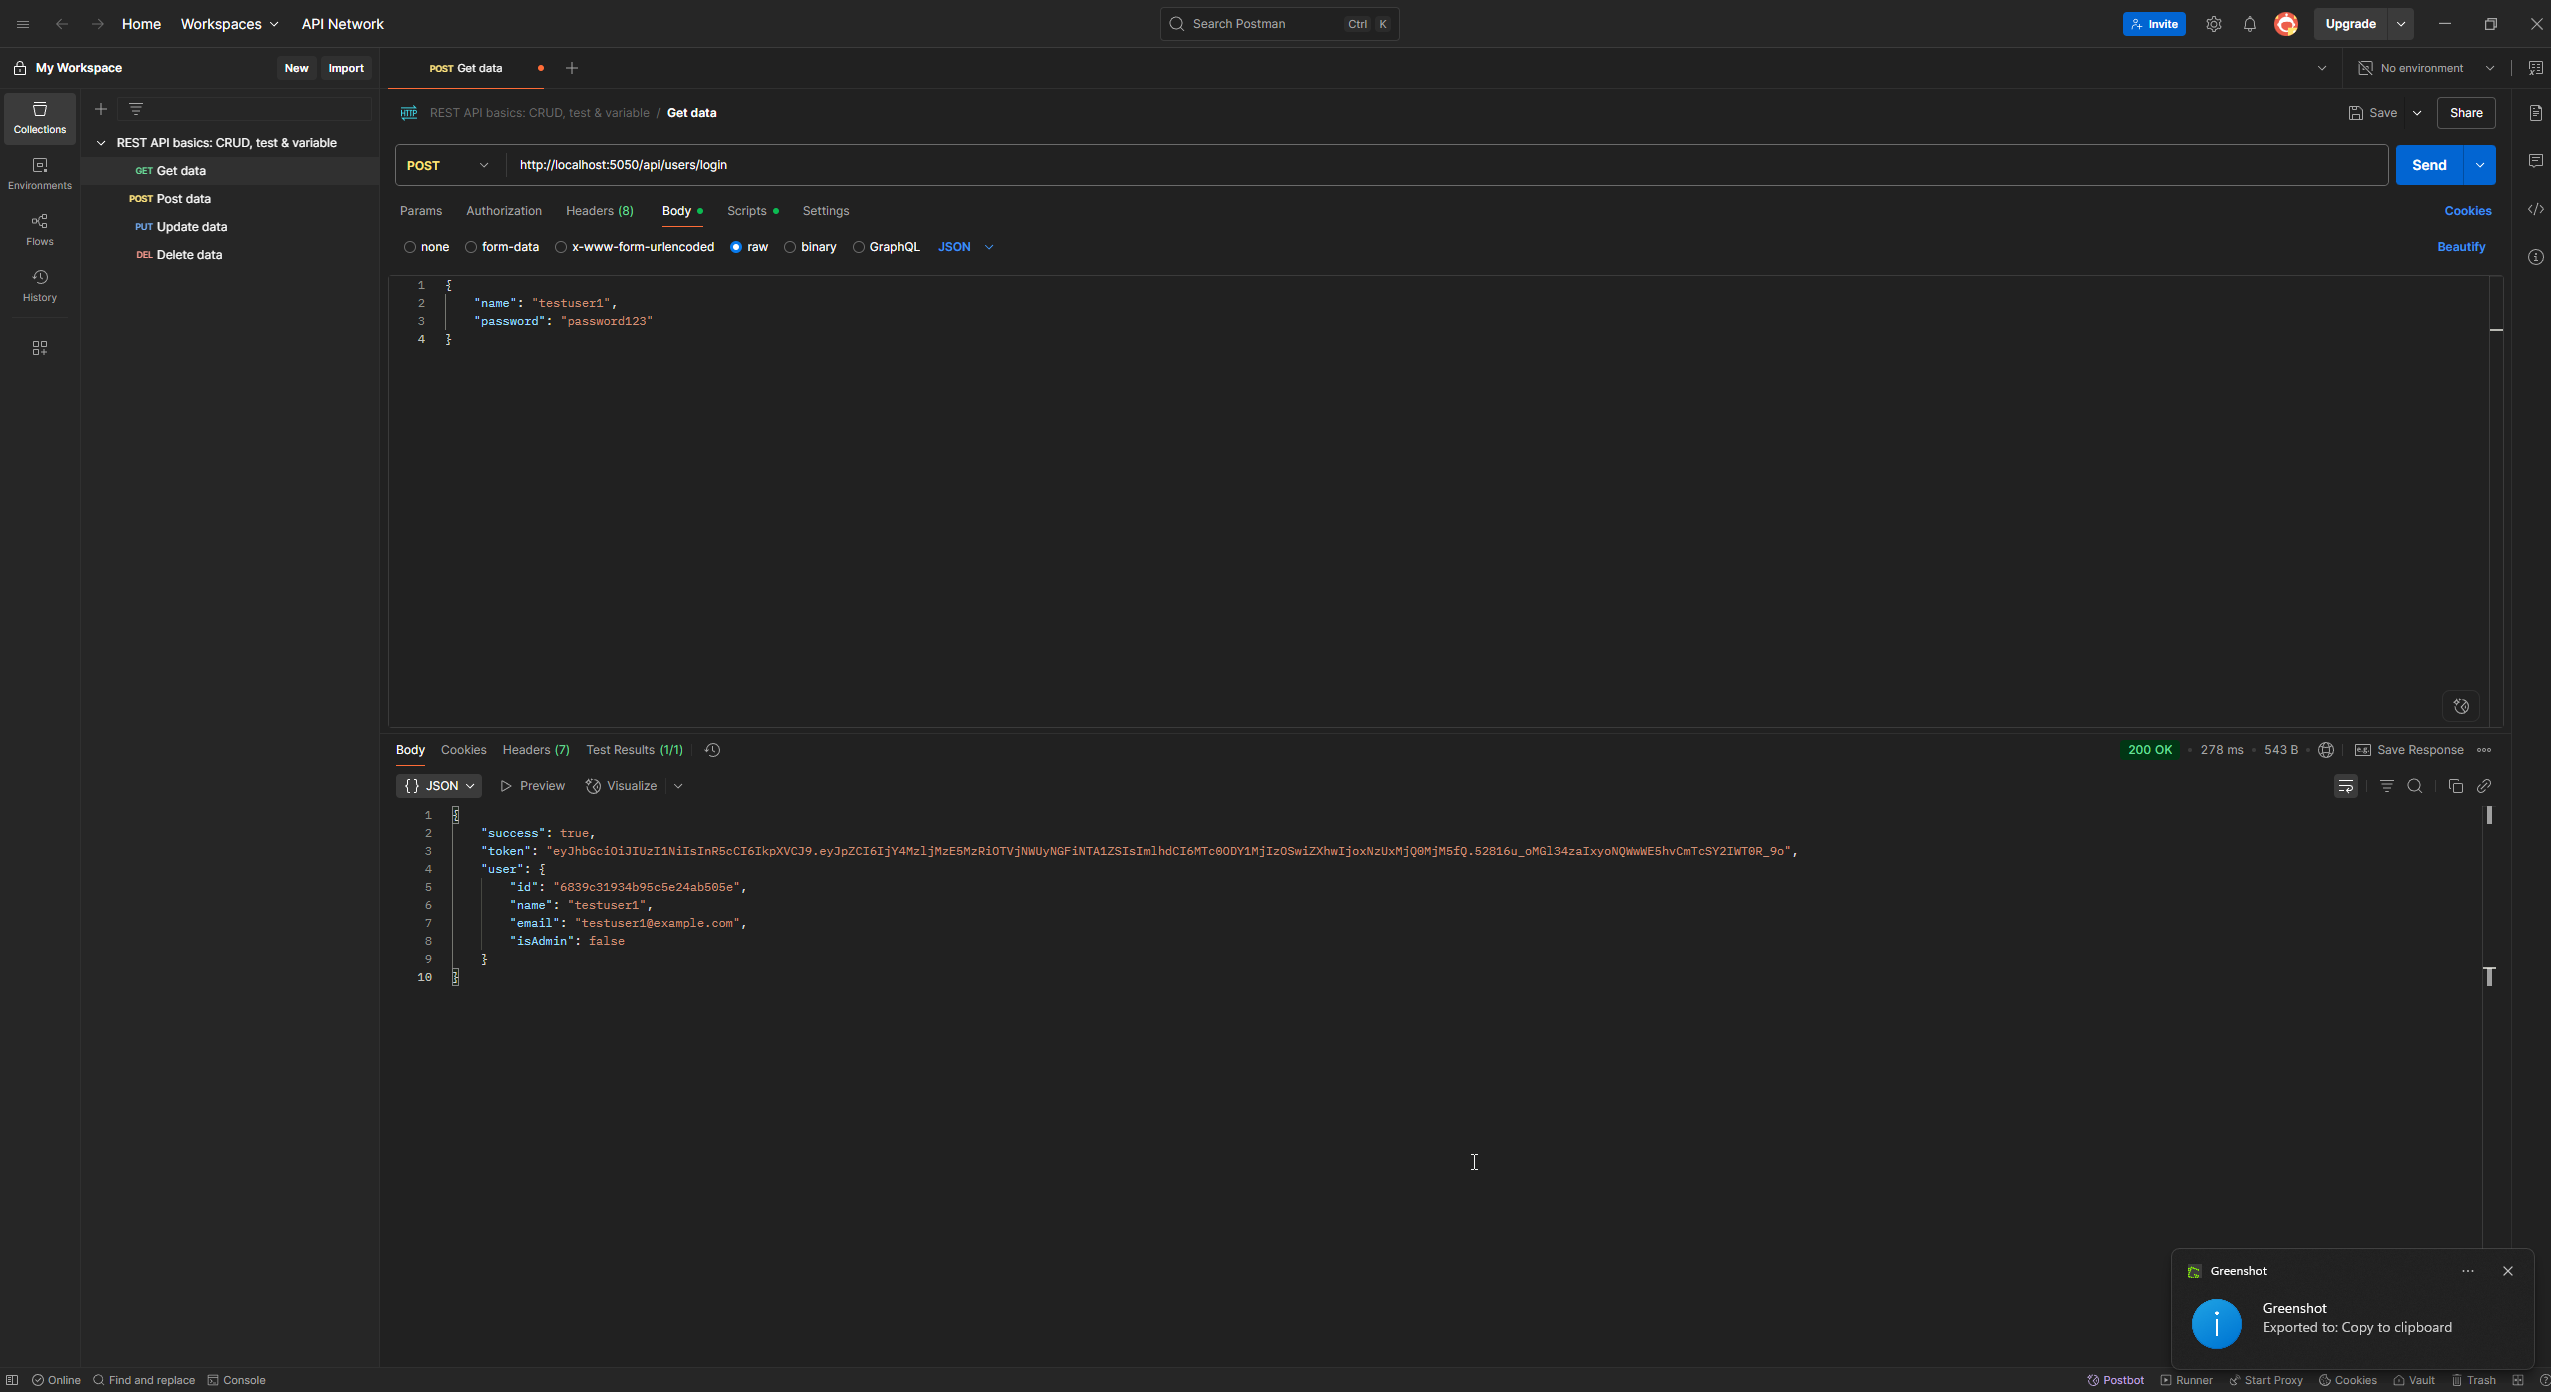 Home Workspaces API Network
Search Postman Ctrl K
Invite Upgrade
My Workspace New Import
POST Get data
No environment
Collections
Environments
Flows
History
REST API basics: CRUD, test & variable
GET Get data
POST Post data
PUT Update data
DEL Delete data
HTTP REST API basics: CRUD, test & variable / Get data
Save Share
POST http://localhost:5050/api/users/login
Send
Params Authorization Headers (8) Body Scripts Settings
Cookies
none form-data x-www-form-urlencoded raw binary GraphQL JSON
Beautify
1 {
2 "name": "testuser1",
3 "password": "password123"
4 }
Body Cookies Headers (7) Test Results (1/1)
200 OK • 278 ms • 543 B e.g. Save Response
{} JSON Preview Visualize
1 {
2 "success": true,
3 "token": "eyJhbGciOiJIUzI1NiIsInR5cCI6IkpXVCJ9.eyJpZCI6IjY4MzljMzE5MzRiOTVjNWUyNGFiNTA1ZSIsImlhdCI6MTc0ODY1MjIzOSwiZXhwIjoxNzUxMjQ0MjM5fQ.52816u_oMGl34zaIxyoNQWwWE5hvCmTcSY2IWT0R_9o",
4 "user": {
5 "id": "6839c31934b95c5e24ab505e",
6 "name": "testuser1",
7 "email": "testuser1@example.com",
8 "isAdmin": false
9 }
10 }
Greenshot
Greenshot
Exported to: Copy to clipboard
Online Find and replace Console
Postbot Runner Start Proxy Cookies Vault Trash